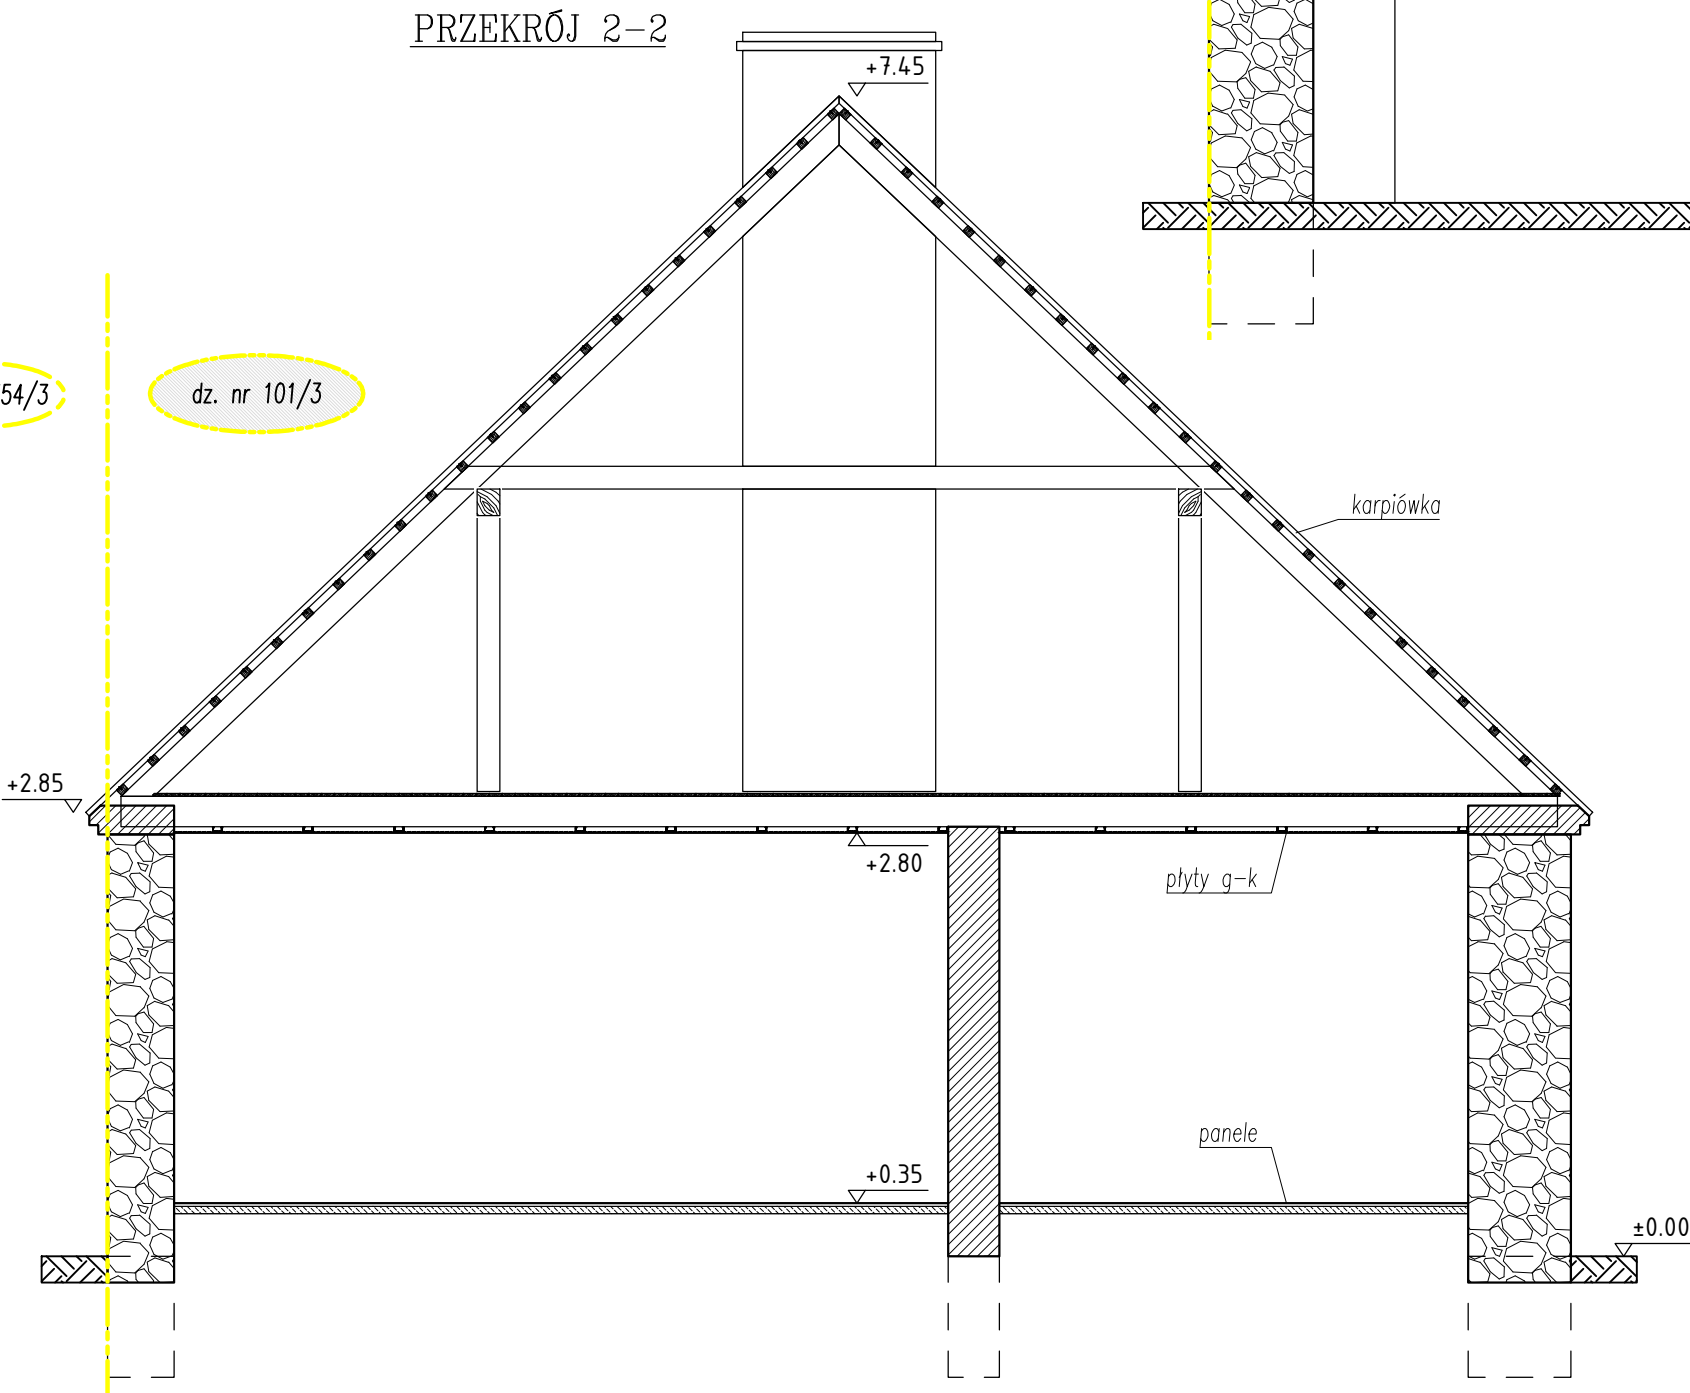 PRZEKRÓJ 2-2
+7.45
54/3
dz. nr 101/3
karpiówka
+2.85
+2.80
płyty g-k
panele
+0.35
±0.00